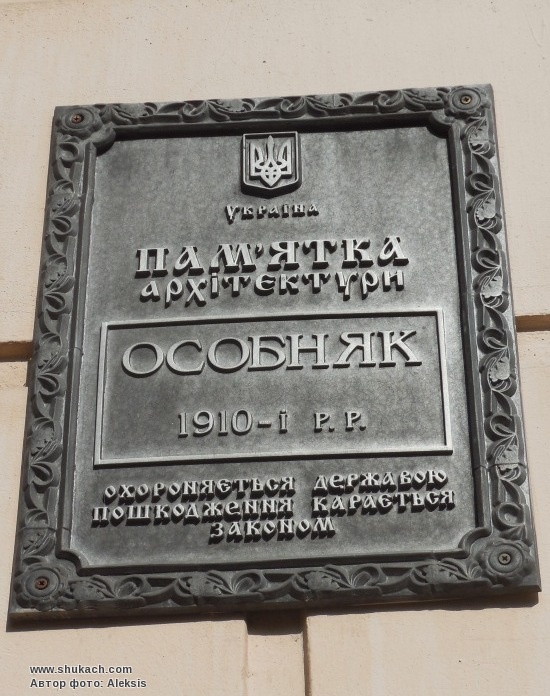 Україна
ПАМ'ЯТКА
архітектури
ОСОБНЯК
1910-і Р. Р.
охороняється державою
пошкодження карається
законом
www.shukach.com
Автор фото: Aleksis